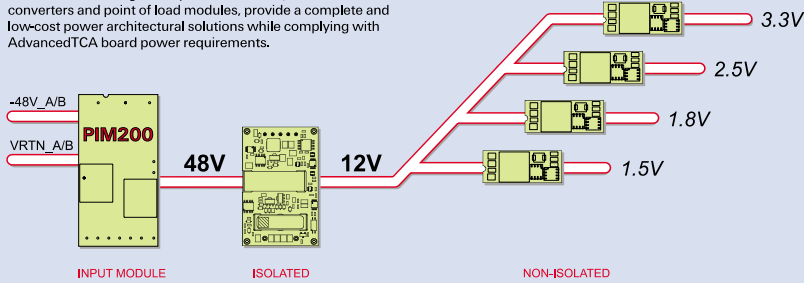 converters and point of load modules, provide a complete and
low-cost power architectural solutions while complying with
AdvancedTCA board power requirements.
3.3V
2.5V
-48V_A/B
PIM200
1.8V
VRTN_A/B
48V
12V
1.5V
INPUT MODULE
ISOLATED
NON-ISOLATED